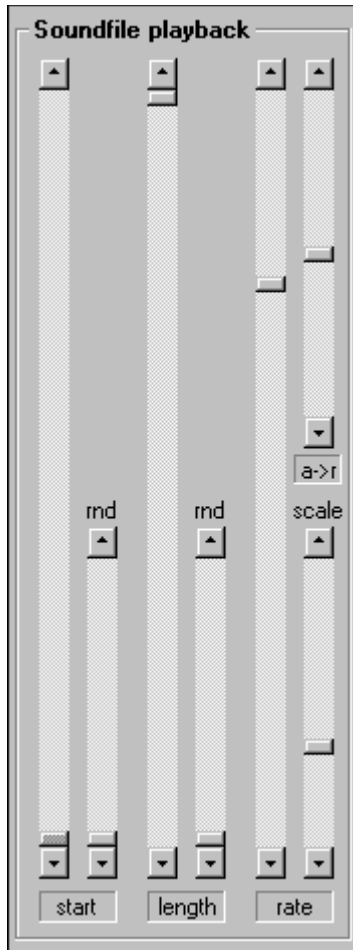 Soundfile playback
a->r
rnd
rnd
scale
start
length
rate